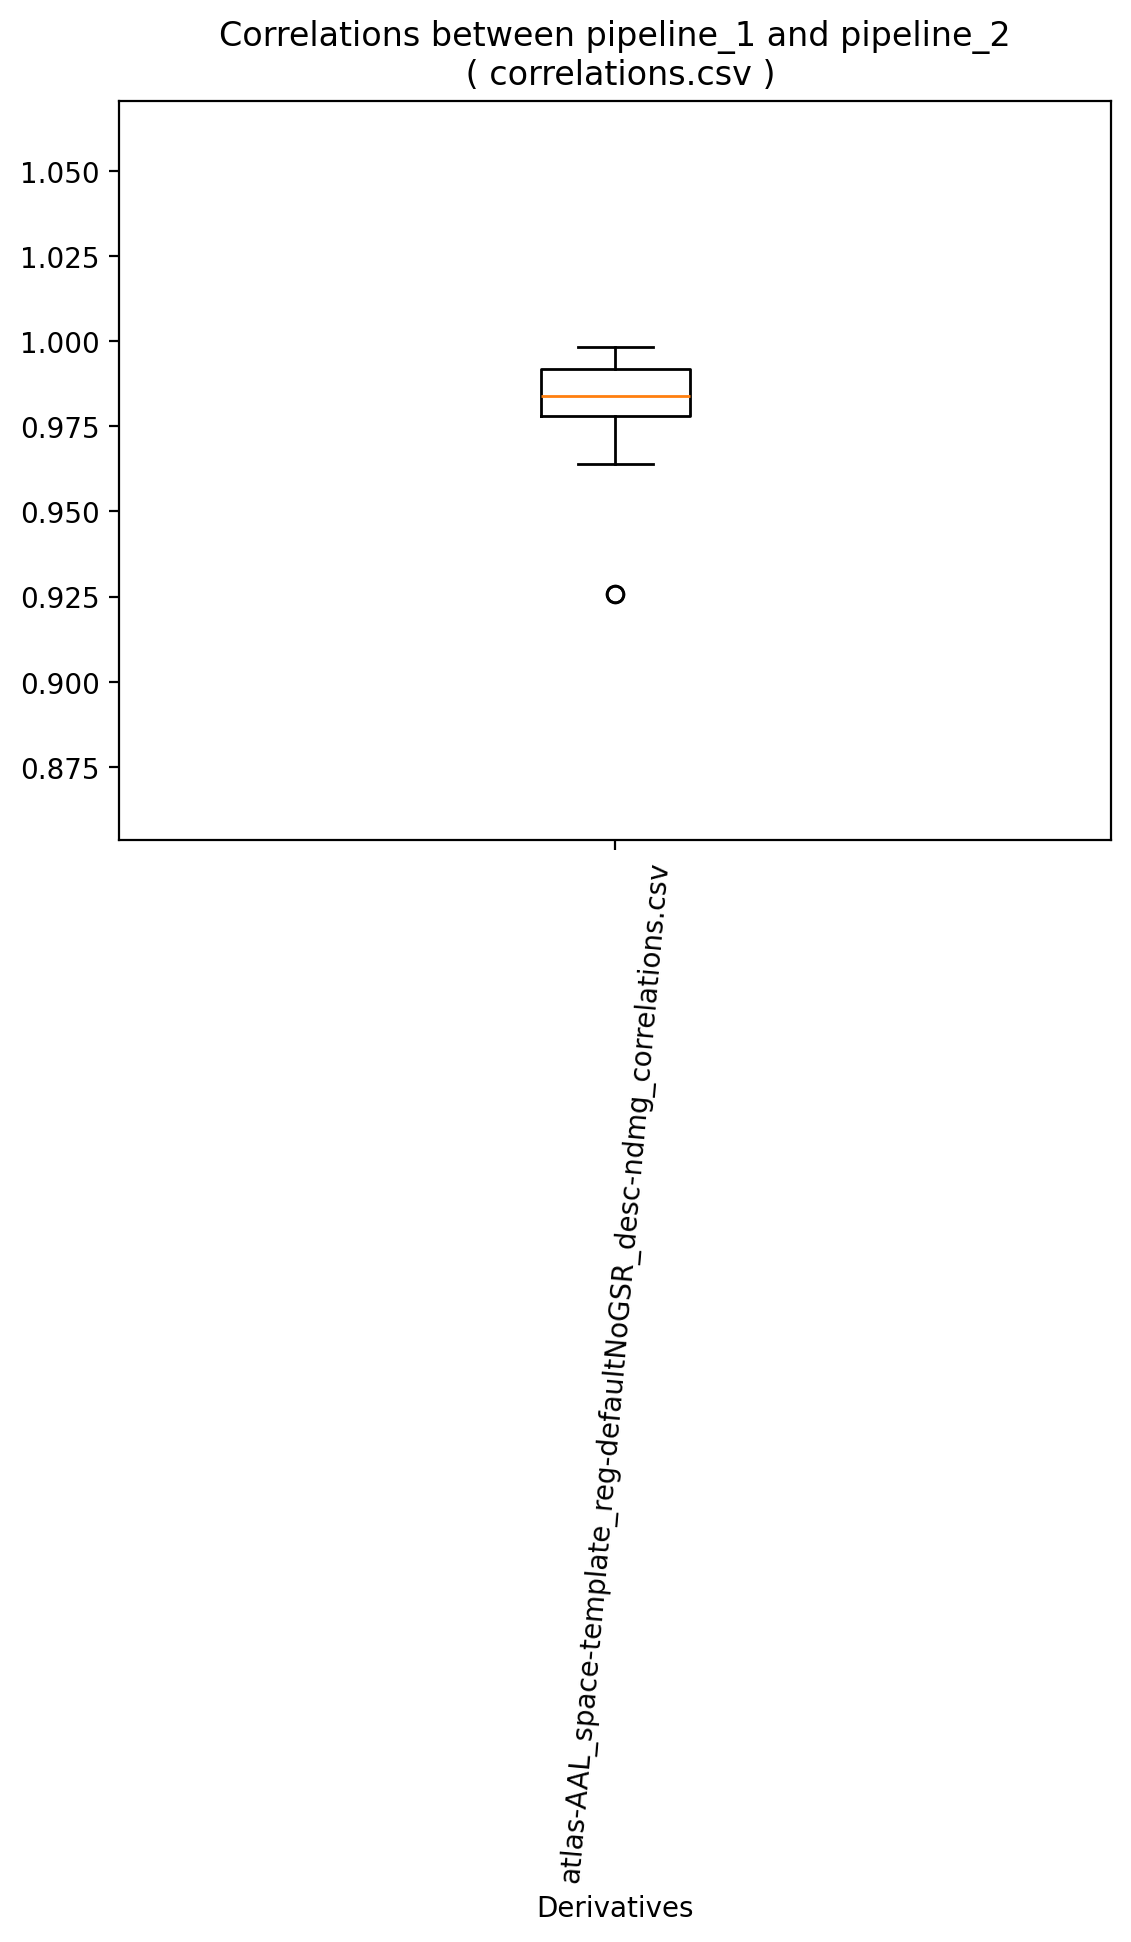 Correlations between pipeline_1 and pipeline_2
( correlations.csv )
1.050
1.025
1.000
0.975
0.950
0.925
0.900
0.875
atlas-AAL_space-template_reg-defaultNoGSR_desc-ndmg_correlations.csv
Derivatives